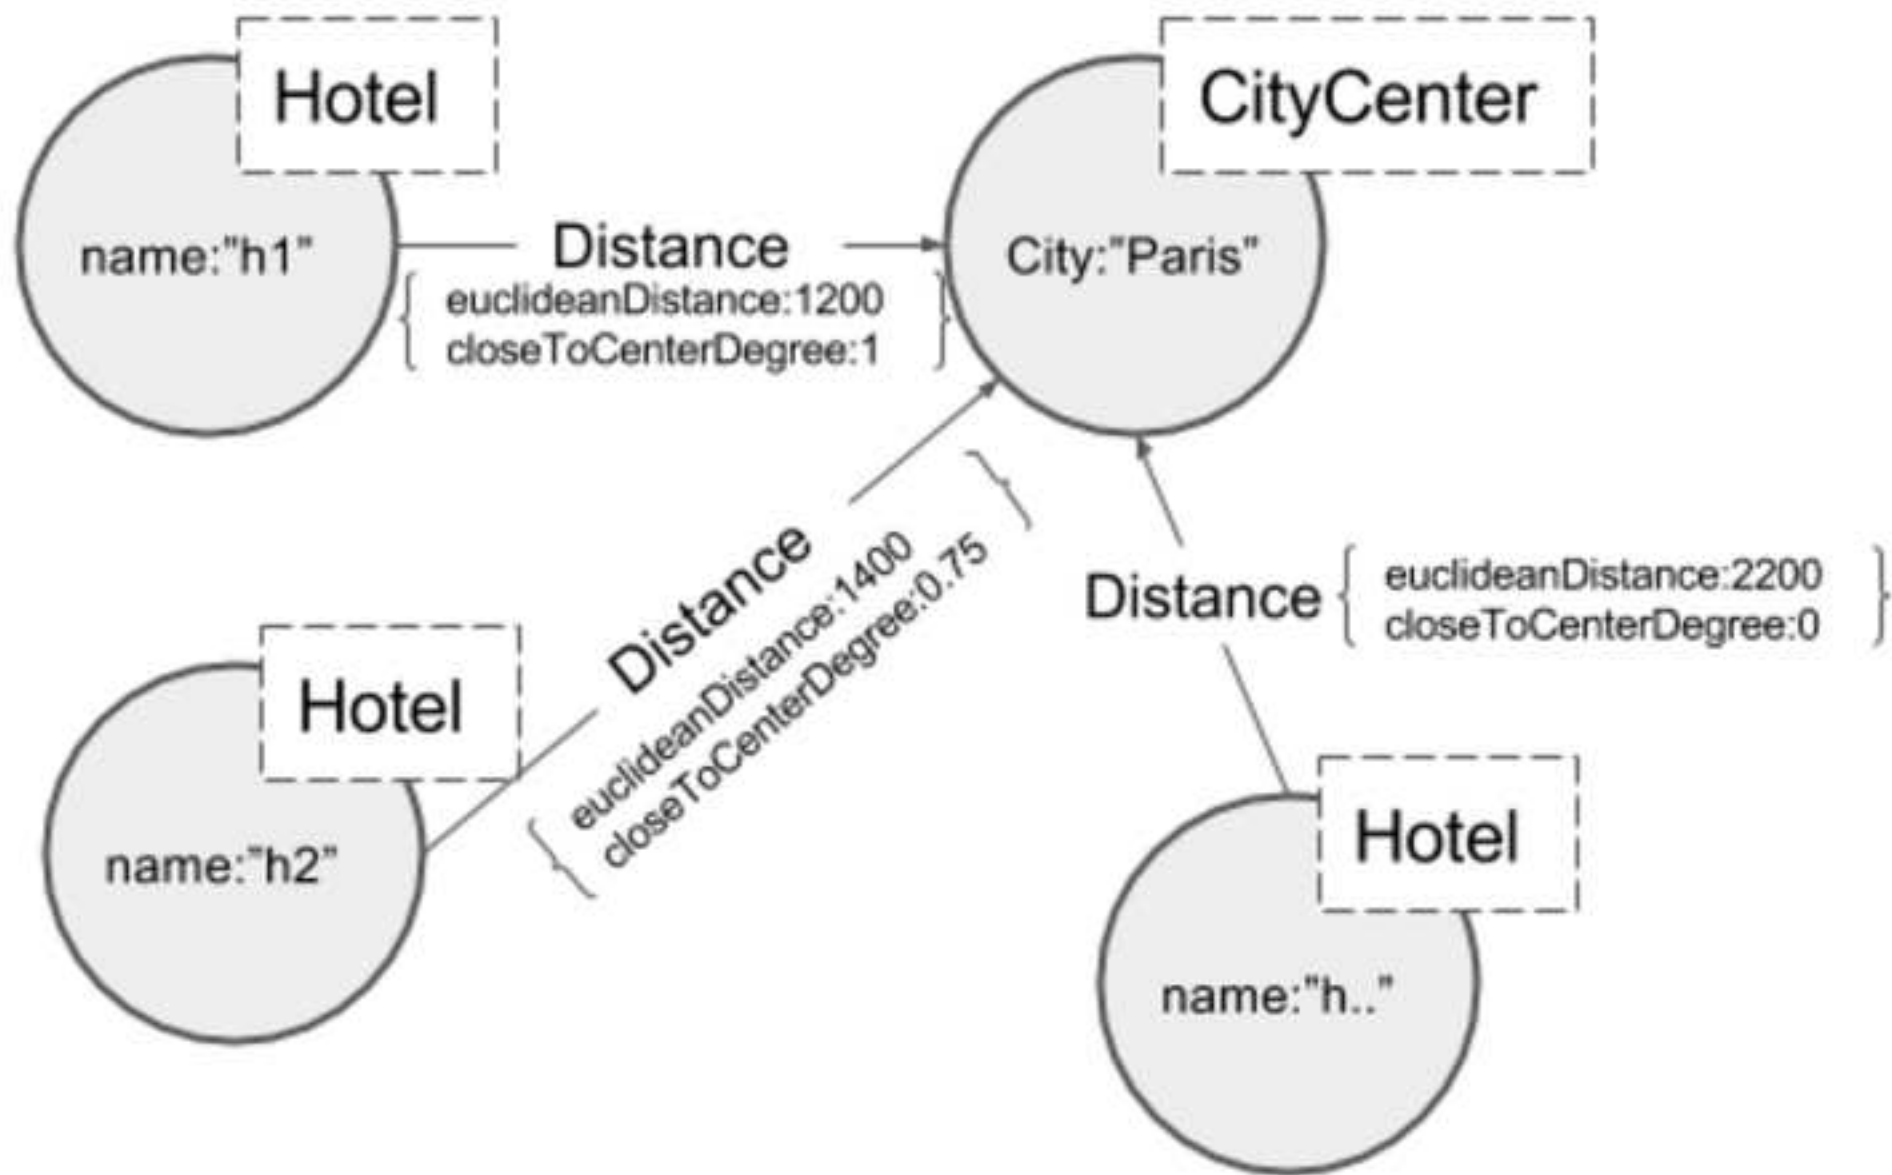 Hotel
CityCenter
name:"h1"
Distance
City:"Paris"
{ euclideanDistance:1200 }
closeToCenterDegree:1
Distance
{ euclideanDistance:1400 }
closeToCenterDegree:0.75
Distance
{ euclideanDistance:2200 }
closeToCenterDegree:0
Hotel
name:"h2"
Hotel
name:"h.."